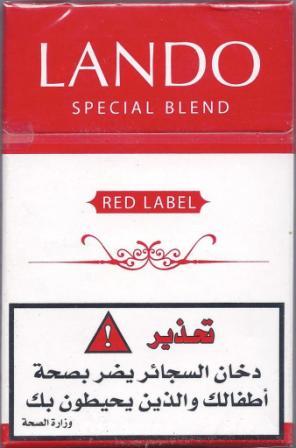 LANDO
SPECIAL BLEND
RED LABEL
تحذير
دخان السجائر يضر بصحة
أطفالك والذين يحيطون بك
وزارة الصحة